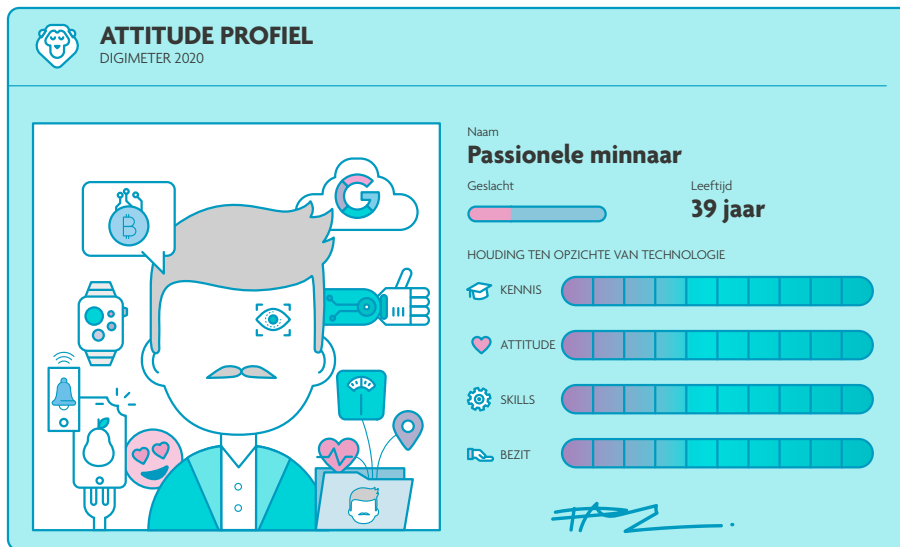 ATTITUDE PROFIEL
DIGIMETER 2020
Naam
Passionele minnaar
Geslacht
Leeftijd
39 jaar
HOUDING TEN OPZICHTE VAN TECHNOLOGIE
KENNIS
ATTITUDE
SKILLS
BEZIT